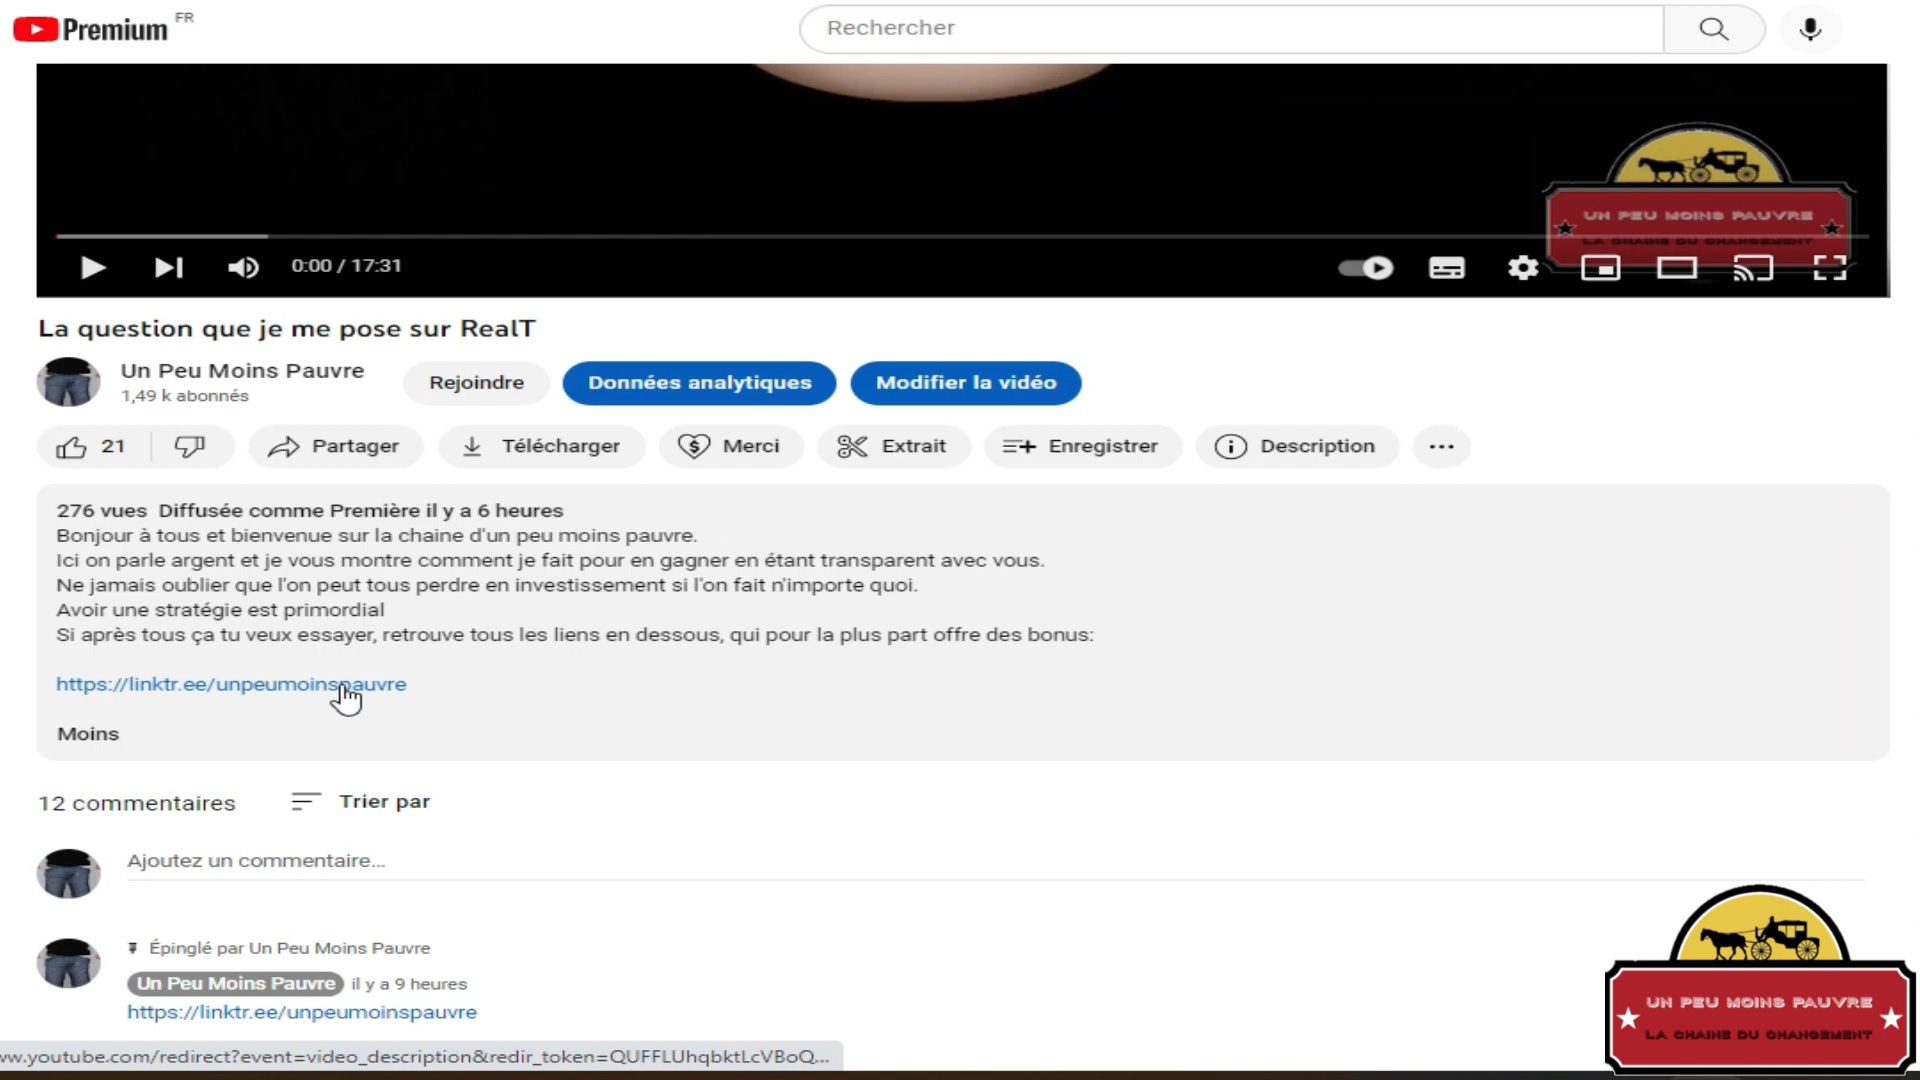 Premium FR
Rechercher
UN PEU MOINS PAUVRE
LA CHAINE DU CHANGEMENT
0:00 / 17:31
La question que je me pose sur RealT
Un Peu Moins Pauvre
1,49 k abonnés
Rejoindre
Données analytiques
Modifier la vidéo
21
Partager
Télécharger
Merci
Extrait
Enregistrer
Description
276 vues Diffusée comme Première il y a 6 heures
Bonjour à tous et bienvenue sur la chaine d'un peu moins pauvre.
Ici on parle argent et je vous montre comment je fait pour en gagner en étant transparent avec vous.
Ne jamais oublier que l'on peut tous perdre en investissement si l'on fait n'importe quoi.
Avoir une stratégie est primordial
Si après tous ça tu veux essayer, retrouve tous les liens en dessous, qui pour la plus part offre des bonus:
https://linktr.ee/unpeumoinspauvre
Moins
12 commentaires
Trier par
Ajoutez un commentaire...
Épinglé par Un Peu Moins Pauvre
Un Peu Moins Pauvre il y a 9 heures
https://linktr.ee/unpeumoinspauvre
UN PEU MOINS PAUVRE
LA CHAINE DU CHANGEMENT
ww.youtube.com/redirect?event=video_description&redir_token=QUFFLUhqbktLcVBoQ...